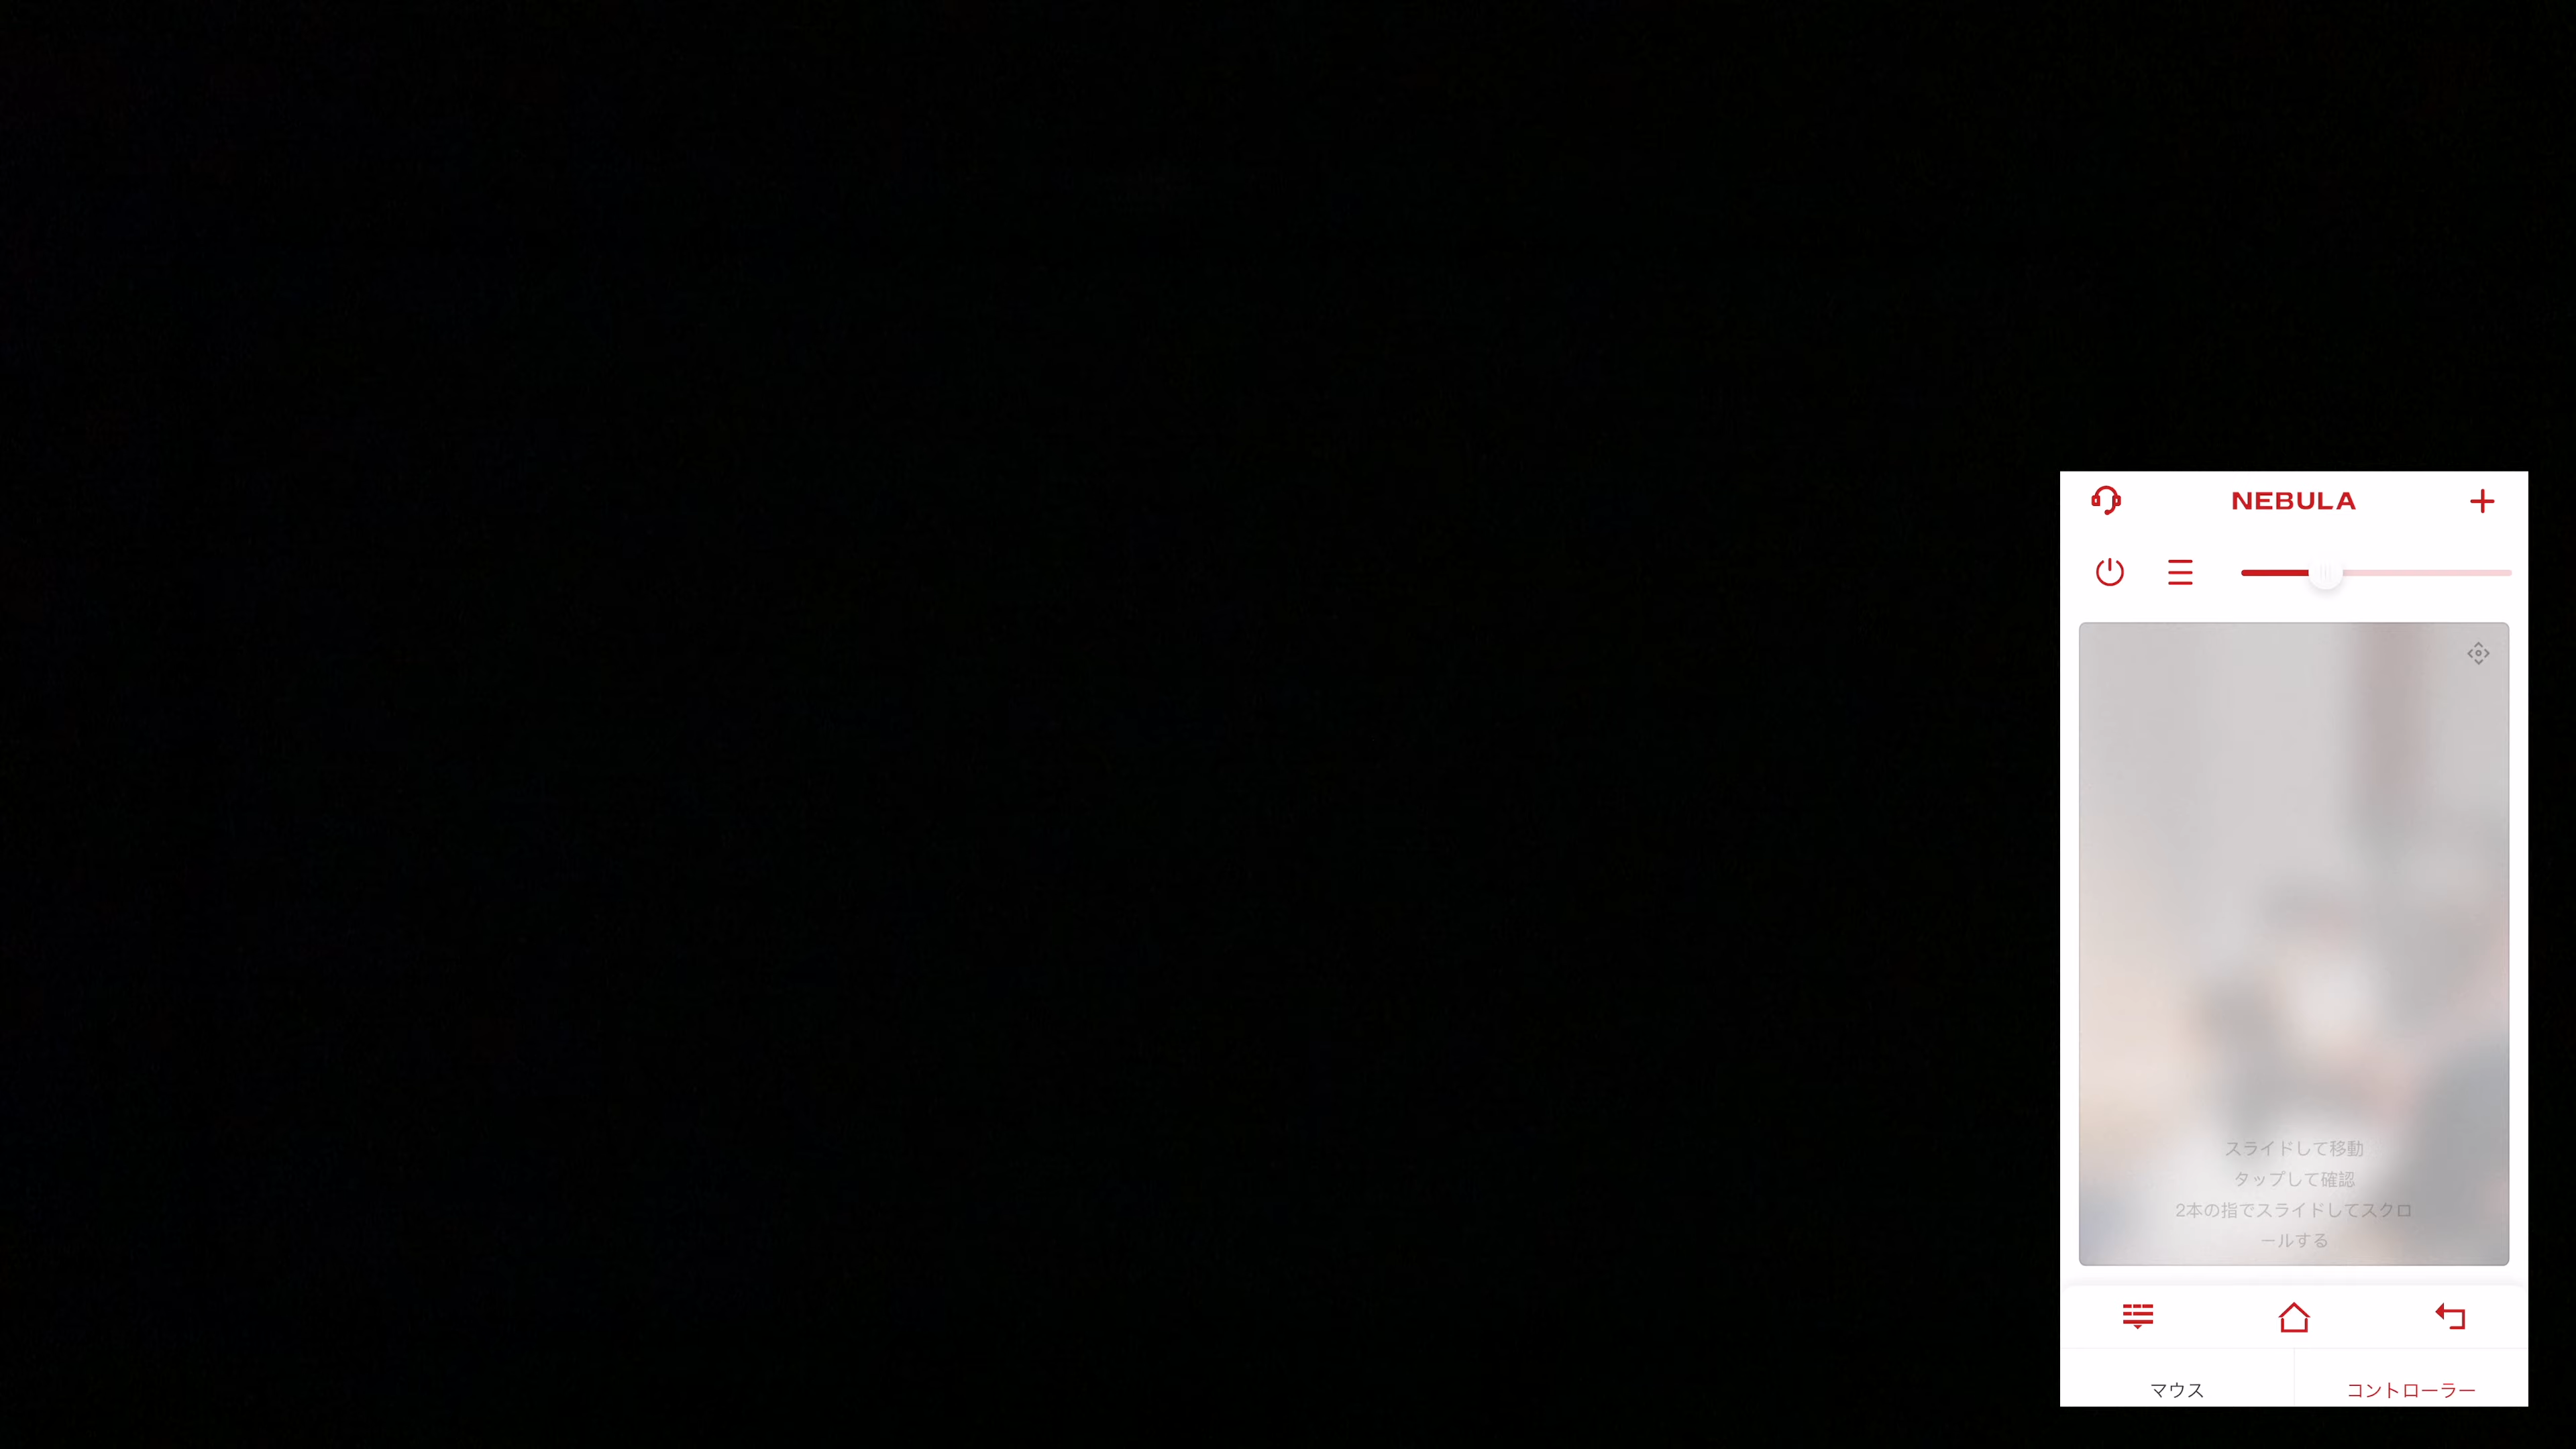 NEBULA
スライドして移動
タップして確認
2本の指でスライドしてスクロ
ールする
マウス
コントローラー